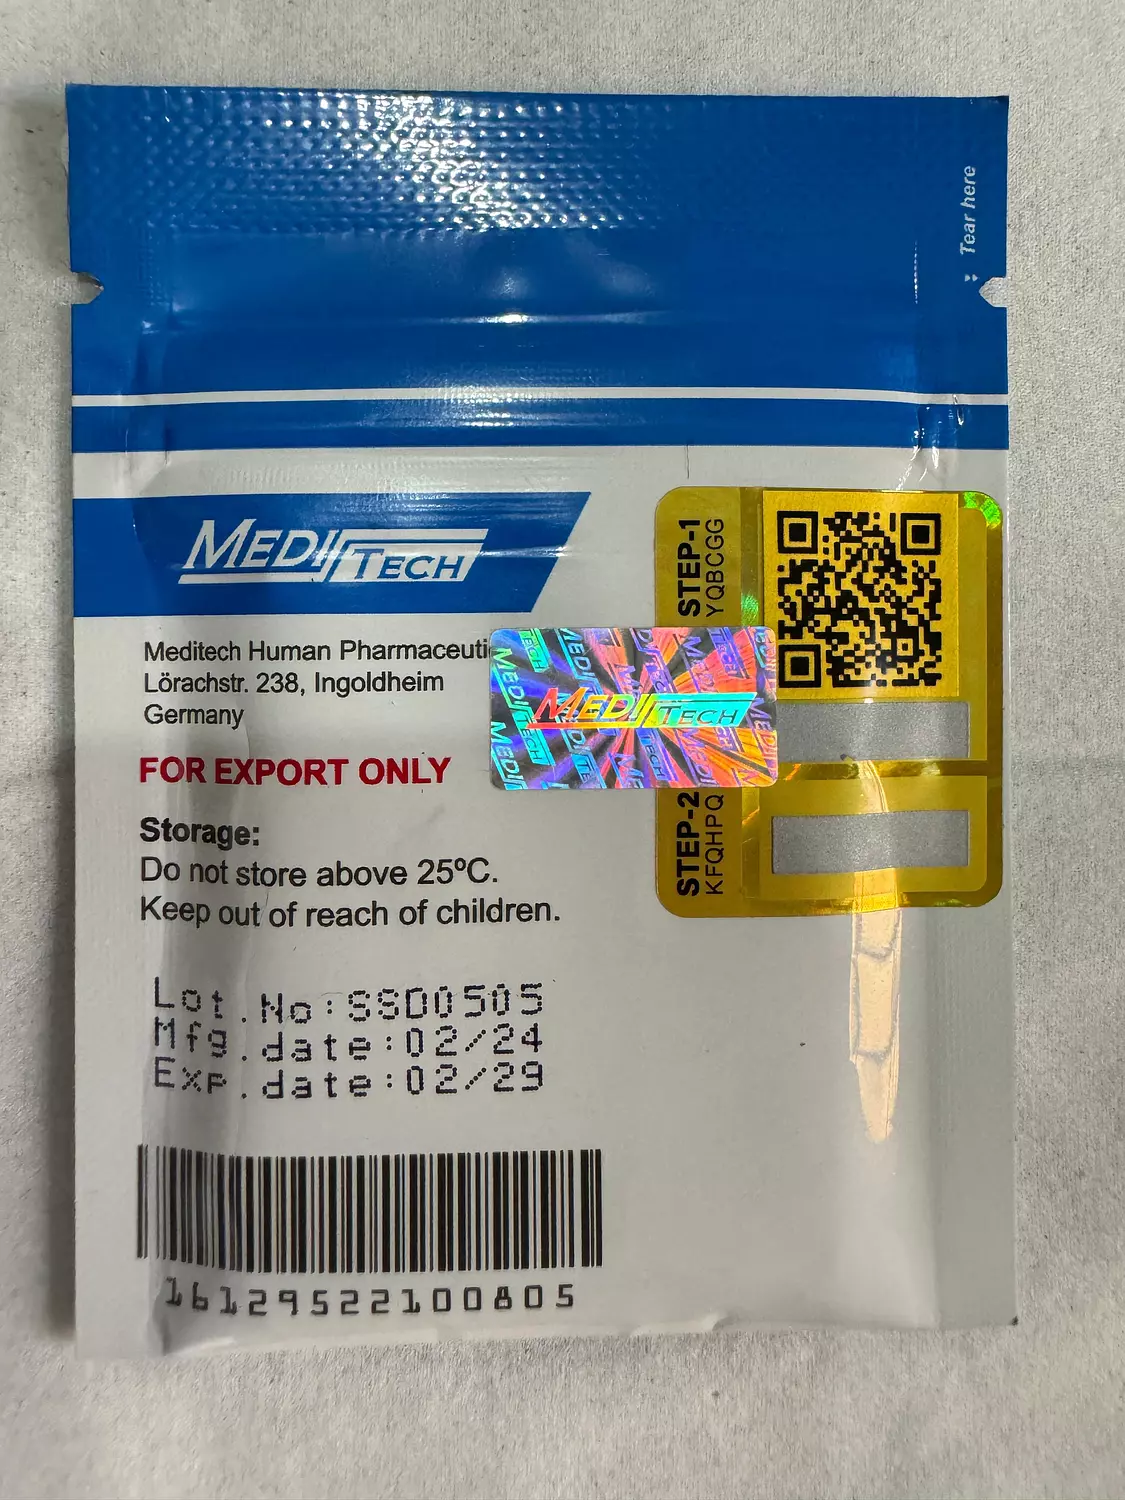 Tear here
MEDITECH
Meditech Human Pharmaceuti
Lörachstr. 238, Ingoldheim
Germany
FOR EXPORT ONLY
Storage:
Do not store above 25ºC.
Keep out of reach of children.
Lot.No:SSD0505
Mfg.date:02/24
Exp.date:02/29
16129522100805
STEP-1
YQBCGG
MEDITECH
STEP-2
KFQHPQ